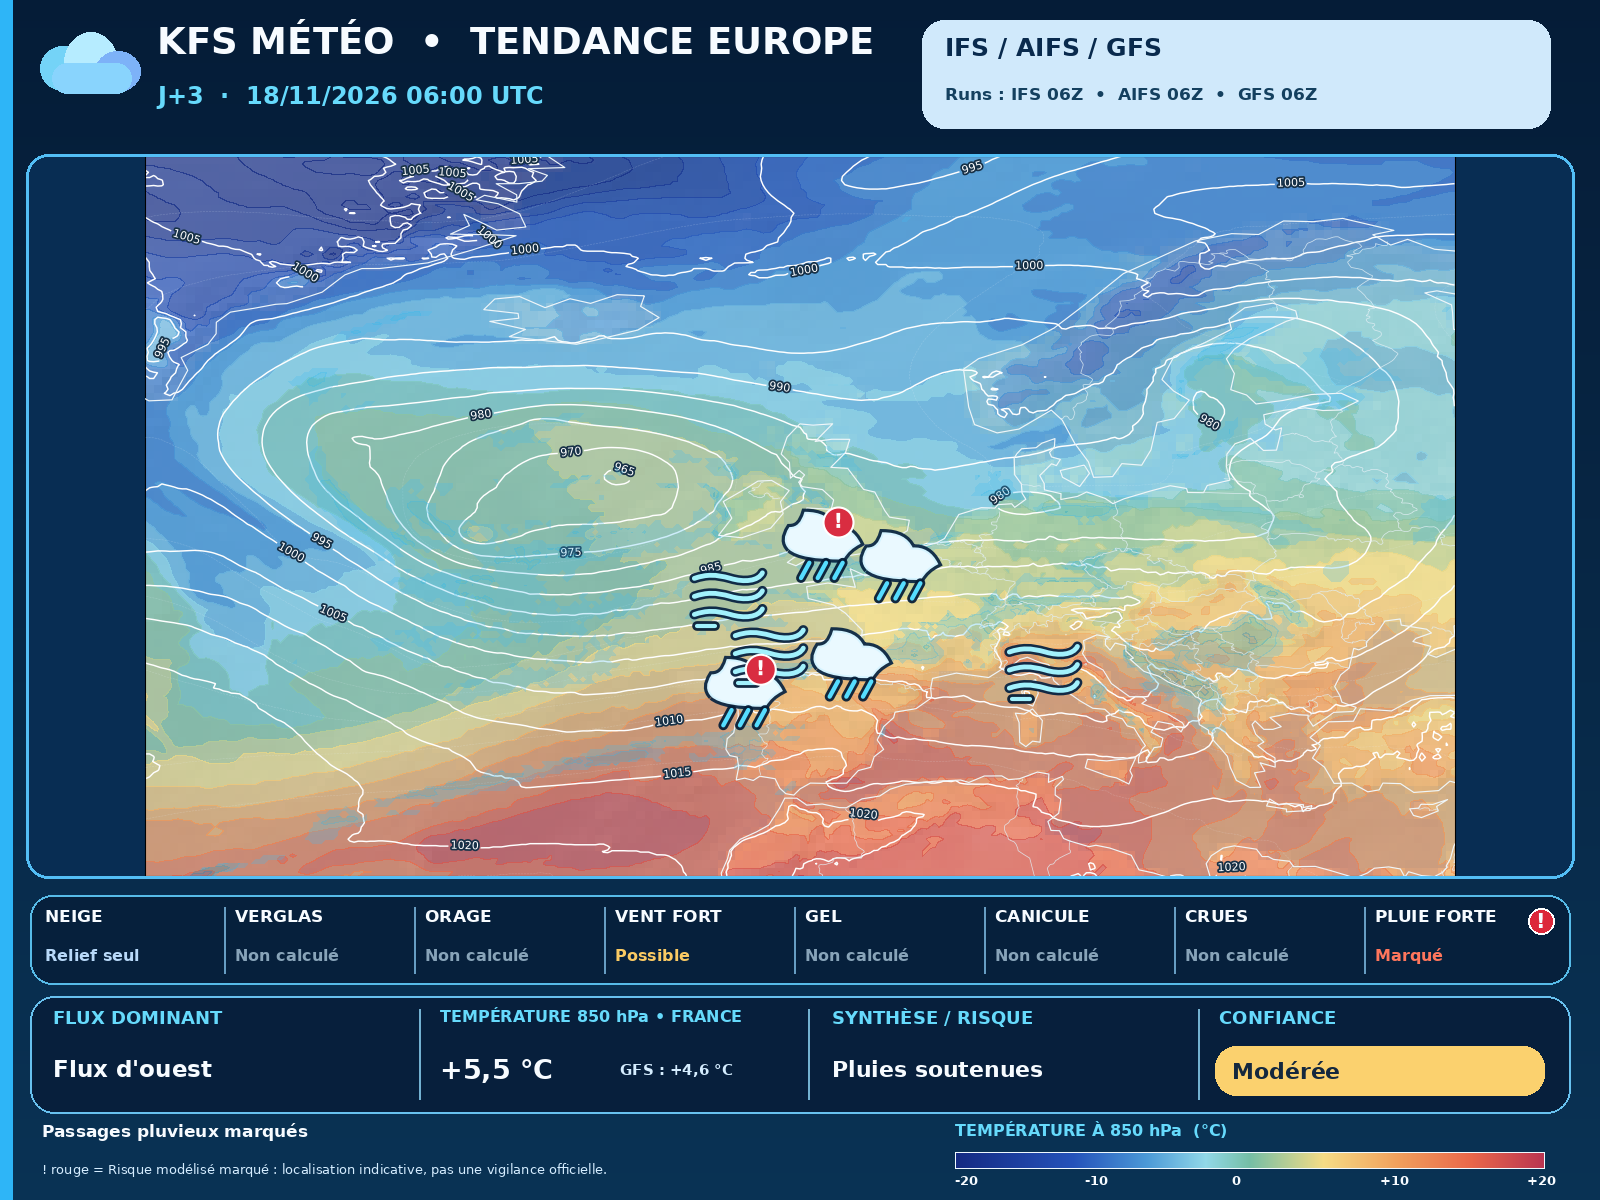 KFS MÉTÉO • TENDANCE EUROPE
J+3 · 18/11/2026 06:00 UTC
IFS / AIFS / GFS
Runs : IFS 06Z • AIFS 06Z • GFS 06Z
1005
995
1005
1005
1005
1005
1005
1000
1000
1000
1000
1000
995
990
980
980
970
965
980
995
1000
975
985
1005
1010
1015
1020
1020
1020
!
!
NEIGE
Relief seul
VERGLAS
Non calculé
ORAGE
Non calculé
VENT FORT
Possible
GEL
Non calculé
CANICULE
Non calculé
CRUES
Non calculé
PLUIE FORTE !
Marqué
FLUX DOMINANT
Flux d'ouest
TEMPÉRATURE 850 hPa • FRANCE
+5,5 °C GFS : +4,6 °C
SYNTHÈSE / RISQUE
Pluies soutenues
CONFIANCE
Modérée
Passages pluvieux marqués
! rouge = Risque modélisé marqué : localisation indicative, pas une vigilance officielle.
TEMPÉRATURE À 850 hPa (°C)
-20 -10 0 +10 +20